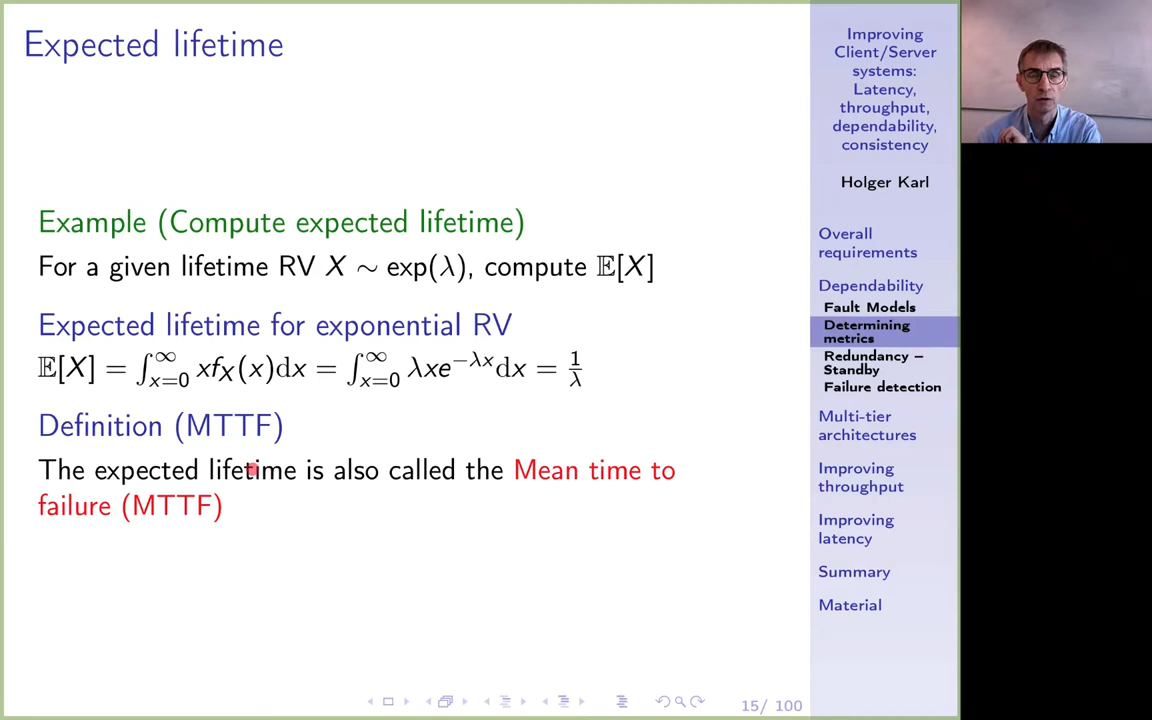 Expected lifetime
Example (Compute expected lifetime)
For a given lifetime RV X ∼ exp(λ), compute 𝔼[X]
Expected lifetime for exponential RV
𝔼[X] = ∫_{x=0}^{∞} xf_X(x)dx = ∫_{x=0}^{∞} λxe^{−λx}dx = 1/λ
Definition (MTTF)
The expected lifetime is also called the Mean time to
failure (MTTF)
15/ 100
Improving
Client/Server
systems:
Latency,
throughput,
dependability,
consistency
Holger Karl
Overall
requirements
Dependability
Fault Models
Determining
metrics
Redundancy –
Standby
Failure detection
Multi-tier
architectures
Improving
throughput
Improving
latency
Summary
Material